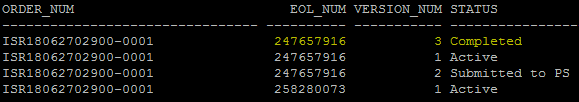 ORDER_NUM EOL_NUM VERSION_NUM STATUS
------------------------------ ---------- ----------- ---------------
ISR18062702900-0001 247657916 3 Completed
ISR18062702900-0001 247657916 1 Active
ISR18062702900-0001 247657916 2 Submitted to PS
ISR18062702900-0001 258280073 1 Active